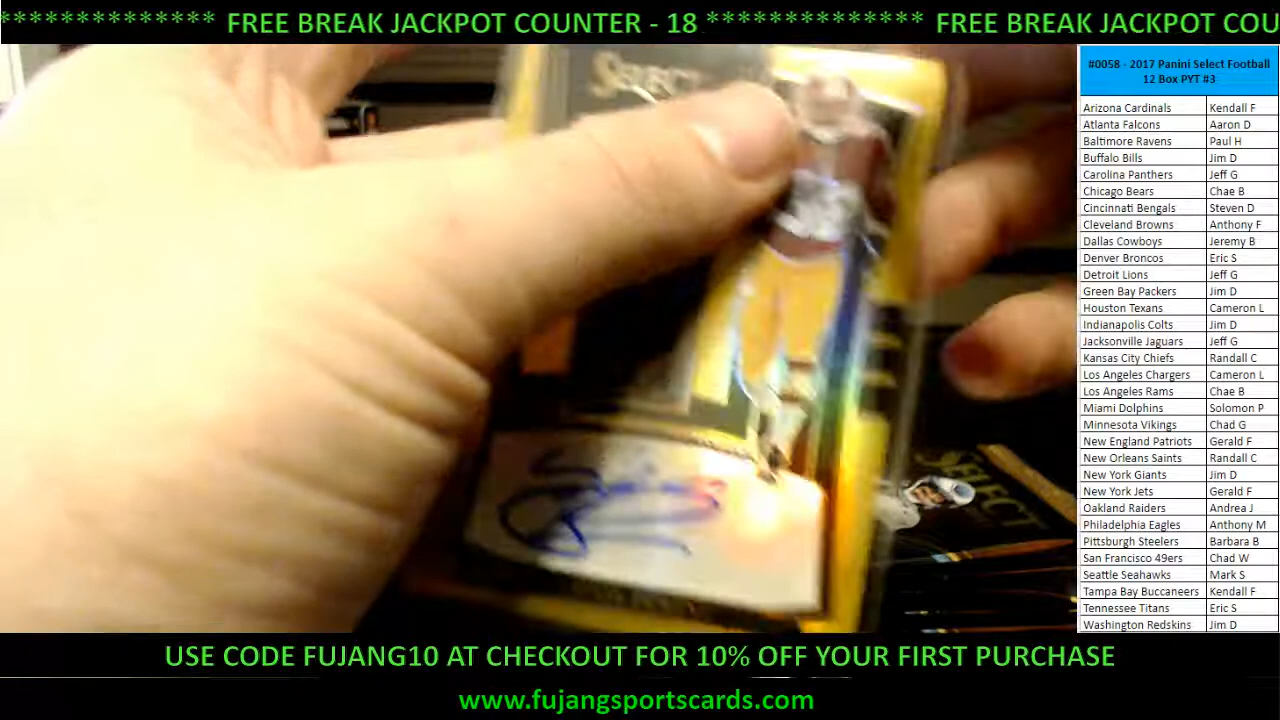 ************** FREE BREAK JACKPOT COUNTER - 18 ************** FREE BREAK JACKPOT COU
#0058 - 2017 Panini Select Football
12 Box PYT #3
Arizona Cardinals Kendall F
Atlanta Falcons Aaron D
Baltimore Ravens Paul H
Buffalo Bills Jim D
Carolina Panthers Jeff G
Chicago Bears Chae B
Cincinnati Bengals Steven D
Cleveland Browns Anthony F
Dallas Cowboys Jeremy B
Denver Broncos Eric S
Detroit Lions Jeff G
Green Bay Packers Jim D
Houston Texans Cameron L
Indianapolis Colts Jim D
Jacksonville Jaguars Jeff G
Kansas City Chiefs Randall C
Los Angeles Chargers Cameron L
Los Angeles Rams Chae B
Miami Dolphins Solomon P
Minnesota Vikings Chad G
New England Patriots Gerald F
New Orleans Saints Randall C
New York Giants Jim D
New York Jets Gerald F
Oakland Raiders Andrea J
Philadelphia Eagles Anthony M
Pittsburgh Steelers Barbara B
San Francisco 49ers Chad W
Seattle Seahawks Mark S
Tampa Bay Buccaneers Kendall F
Tennessee Titans Eric S
Washington Redskins Jim D
SELECT
SELECT
USE CODE FUJANG10 AT CHECKOUT FOR 10% OFF YOUR FIRST PURCHASE
www.fujangsportscards.com